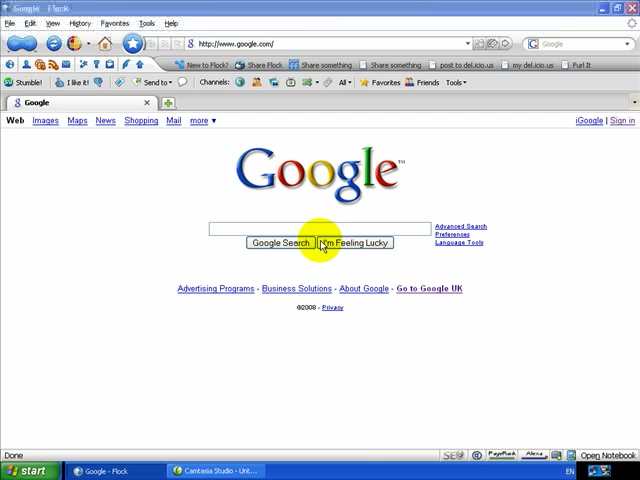 Google - Flock
File Edit View History Favorites Tools Help
http://www.google.com/
Google
New to Flock? Share Flock Share something Share something post to del.icio.us my del.icio.us Furl It
Stumble! I like it! Send to Channels: All Favorites Friends Tools
Google
Web Images Maps News Shopping Mail more ▼ iGoogle | Sign in
Google™
Advanced Search
Preferences
Language Tools
Google Search I'm Feeling Lucky
Advertising Programs - Business Solutions - About Google - Go to Google UK
©2008 - Privacy
Done PageRank Alexa Open Notebook
start Google - Flock Camtasia Studio - Unt... EN